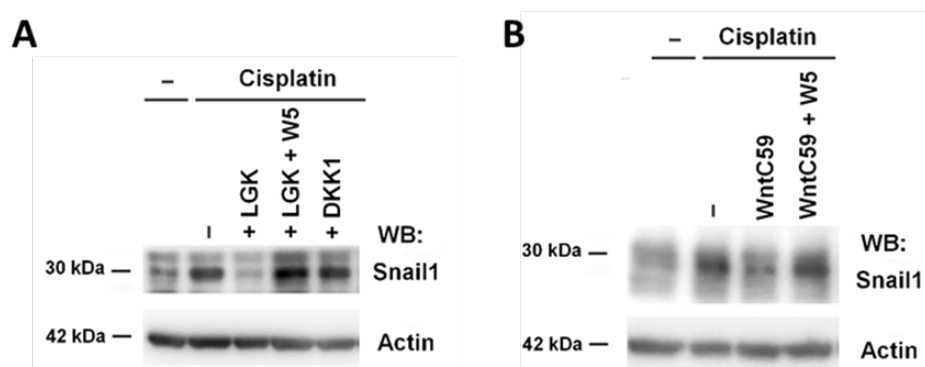 A
–
Cisplatin
–
+ LGK
+ LGK + W5
+ DKK1
WB:
30 kDa
Snail1
42 kDa
Actin
B
–
Cisplatin
–
WntC59
WntC59 + W5
WB:
30 kDa
Snail1
42 kDa
Actin